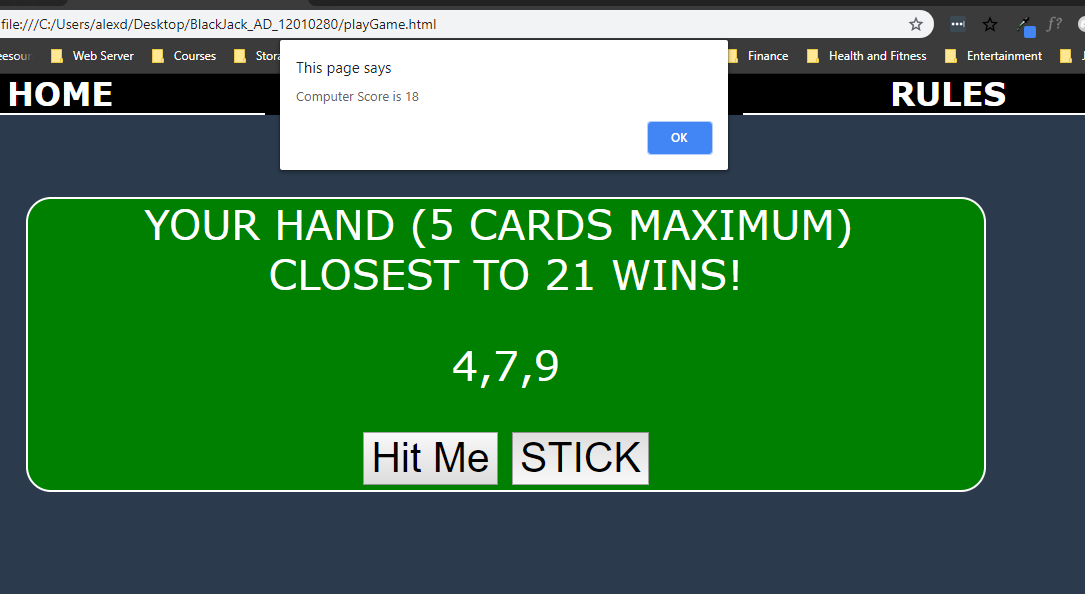 file:///C:/Users/alexd/Desktop/BlackJack_AD_12010280/playGame.html
Web Server Courses Finance Health and Fitness Entertainment
This page says
Computer Score is 18
OK
HOME RULES
YOUR HAND (5 CARDS MAXIMUM)
CLOSEST TO 21 WINS!
4,7,9
Hit Me STICK